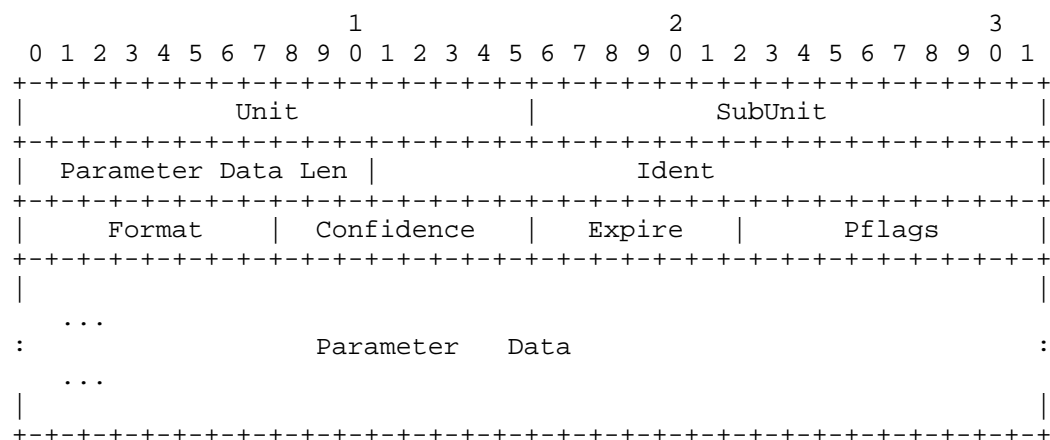 1                   2                   3
 0 1 2 3 4 5 6 7 8 9 0 1 2 3 4 5 6 7 8 9 0 1 2 3 4 5 6 7 8 9 0 1
+-+-+-+-+-+-+-+-+-+-+-+-+-+-+-+-+-+-+-+-+-+-+-+-+-+-+-+-+-+-+-+-+
|             Unit              |           SubUnit             |
+-+-+-+-+-+-+-+-+-+-+-+-+-+-+-+-+-+-+-+-+-+-+-+-+-+-+-+-+-+-+-+-+
|  Parameter Data Len |                Ident                    |
+-+-+-+-+-+-+-+-+-+-+-+-+-+-+-+-+-+-+-+-+-+-+-+-+-+-+-+-+-+-+-+-+
|     Format    |  Confidence   |   Expire  |      Pflags       |
+-+-+-+-+-+-+-+-+-+-+-+-+-+-+-+-+-+-+-+-+-+-+-+-+-+-+-+-+-+-+-+-+
|                                                               |
   ...
:                  Parameter   Data                             :
   ...
|                                                               |
+-+-+-+-+-+-+-+-+-+-+-+-+-+-+-+-+-+-+-+-+-+-+-+-+-+-+-+-+-+-+-+-+